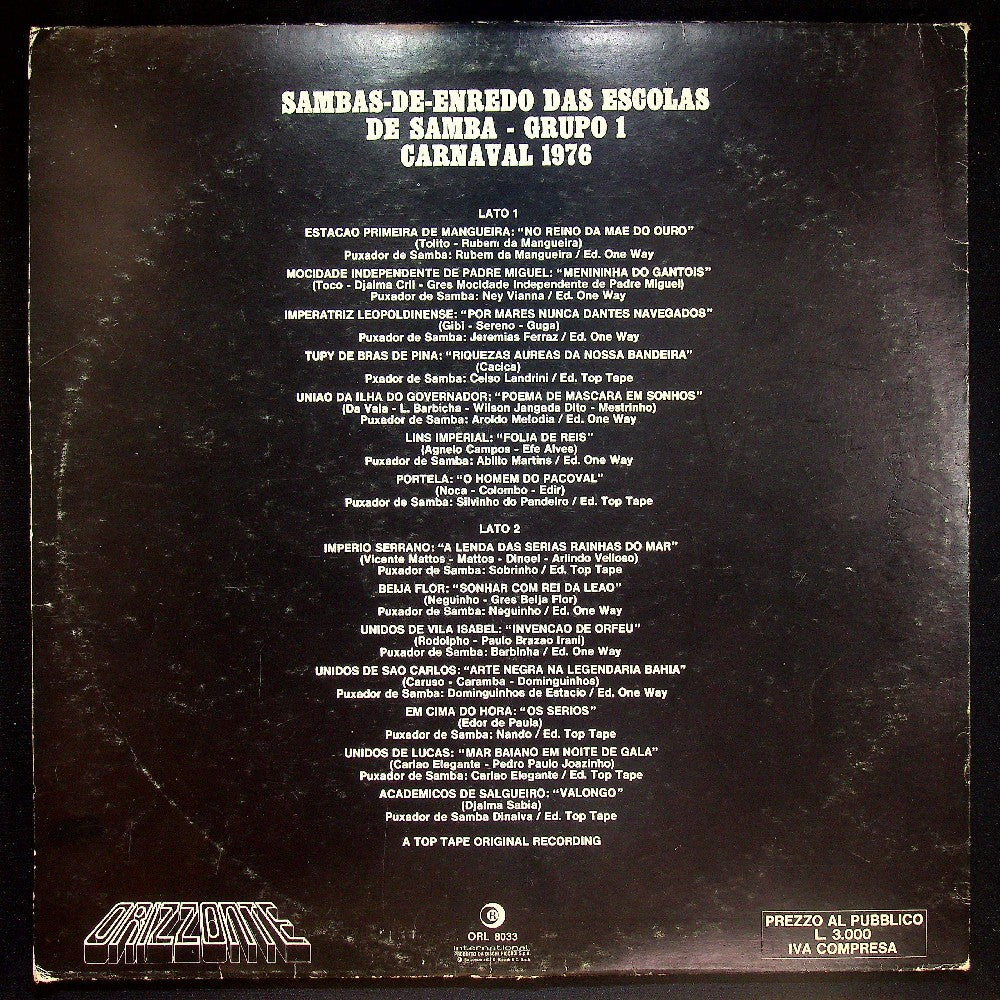 SAMBAS-DE-ENREDO DAS ESCOLAS
DE SAMBA - GRUPO 1
CARNAVAL 1976
LATO 1
ESTACAO PRIMEIRA DE MANGUEIRA: “NO REINO DA MAE DO OURO”
(Tolito - Rubem da Mangueira)
Puxador de Samba: Rubem da Mangueira / Ed. One Way
MOCIDADE INDEPENDENTE DE PADRE MIGUEL: “MENININHA DO GANTOIS”
(Toco - Djalma Cril - Gres Mocidade Independente de Padre Miguel)
Puxador de Samba: Ney Vianna / Ed. One Way
IMPERATRIZ LEOPOLDINENSE: “POR MARES NUNCA DANTES NAVEGADOS”
(Gibi - Sereno - Guga)
Puxador de Samba: Jeremias Ferraz / Ed. One Way
TUPY DE BRAS DE PINA: “RIQUEZAS AUREAS DA NOSSA BANDEIRA”
(Cacica)
Pxador de Samba: Celso Landrini / Ed. Top Tape
UNIAO DA ILHA DO GOVERNADOR; “POEMA DE MASCARA EM SONHOS”
(Da Vala - L. Barbicha - Wilson Jangada Dito - Mestrinho)
Puxador de Samba: Aroldo Melodia / Ed. One Way
LINS IMPERIAL: “FOLIA DE REIS”
(Agnelo Campos - Efe Alves)
Puxador de Samba: Abilio Martins / Ed. One Way
PORTELA: “O HOMEM DO PACOVAL”
(Noca - Colombo - Edir)
Puxador de Samba: Silvinho do Pandeiro / Ed. Top Tape
LATO 2
IMPERIO SERRANO: “A LENDA DAS SERIAS RAINHAS DO MAR”
(Vicente Mattos - Mattos - Dinoel - Arlindo Velloso)
Puxador de Samba: Sobrinho / Ed. Top Tape
BEIJA FLOR: “SONHAR COM REI DA LEAO”
(Neguinho - Gres Beija Flor)
Puxador de Samba: Neguinho / Ed. One Way
UNIDOS DE VILA ISABEL: “INVENCAO DE ORFEU”
(Rodolpho - Paulo Brazao Irani)
Puxador de Samba: Barbinha / Ed. One Way
UNIDOS DE SAO CARLOS: “ARTE NEGRA NA LEGENDARIA BAHIA”
(Caruso - Caramba - Dominguinhos)
Puxador de Samba: Dominguinhos de Estacio / Ed. One Way
EM CIMA DO HORA: “OS SERIOS”
(Edor de Paula)
Puxador de Samba: Nando / Ed. Top Tape
UNIDOS DE LUCAS: “MAR BAIANO EM NOITE DE GALA”
(Carlao Elegante - Pedro Paulo Joazinho)
Puxador de Samba: Carlao Elegante / Ed. Top Tape
ACADEMICOS DE SALGUEIRO: “VALONGO”
(Djalma Sabia)
Puxador de Samba Dinalva / Ed. Top Tape
A TOP TAPE ORIGINAL RECORDING
ORIZZONTE
R
ORL 8033
International
PRODOTTO DA DISCHI RICORDI S.P.A.
PREZZO AL PUBBLICO
L. 3.000
IVA COMPRESA